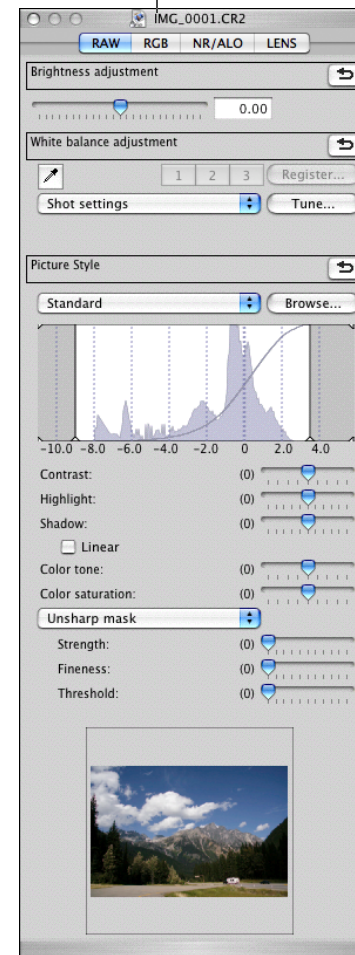 IMG_0001.CR2
RAW RGB NR/ALO LENS
Brightness adjustment
0.00
White balance adjustment
1 2 3 Register...
Shot settings Tune...
Picture Style
Standard Browse...
-10.0 -8.0 -6.0 -4.0 -2.0 0 2.0 4.0
Contrast: (0)
Highlight: (0)
Shadow: (0)
Linear
Color tone: (0)
Color saturation: (0)
Unsharp mask
Strength: (0)
Fineness: (0)
Threshold: (0)